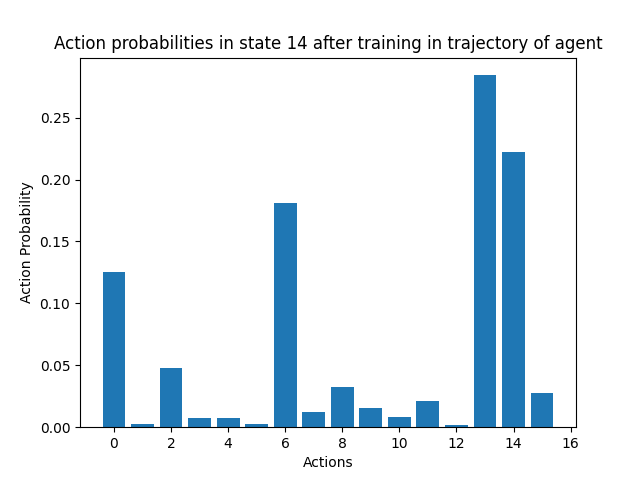 Action probabilities in state 14 after training in trajectory of agent
0.25
0.20
0.15
0.10
0.05
0.00
Action Probability
0 2 4 6 8 10 12 14 16
Actions